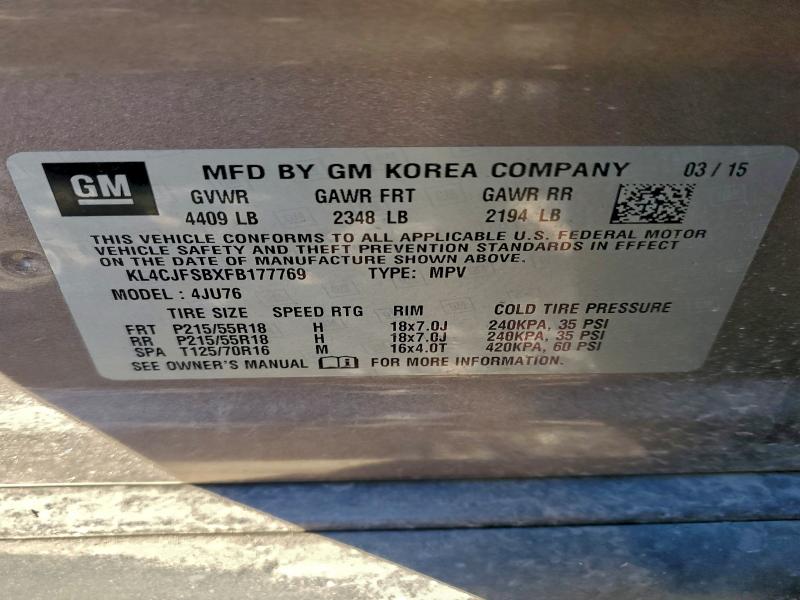 GM MFD BY GM KOREA COMPANY 03 / 15
GVWR GAWR FRT GAWR RR
4409 LB 2348 LB 2194 LB
THIS VEHICLE CONFORMS TO ALL APPLICABLE U.S. FEDERAL MOTOR
VEHICLE SAFETY AND THEFT PREVENTION STANDARDS IN EFFECT
ON THE DATE OF MANUFACTURE SHOWN ABOVE.
KL4CJFSBXFB177769 TYPE: MPV
MODEL : 4JU76
TIRE SIZE SPEED RTG RIM COLD TIRE PRESSURE
FRT P215/55R18 H 18x7.0J 240KPA, 35 PSI
RR P215/55R18 H 18x7.0J 240KPA, 35 PSI
SPA T125/70R16 M 16x4.0T 420KPA, 60 PSI
SEE OWNER'S MANUAL FOR MORE INFORMATION.